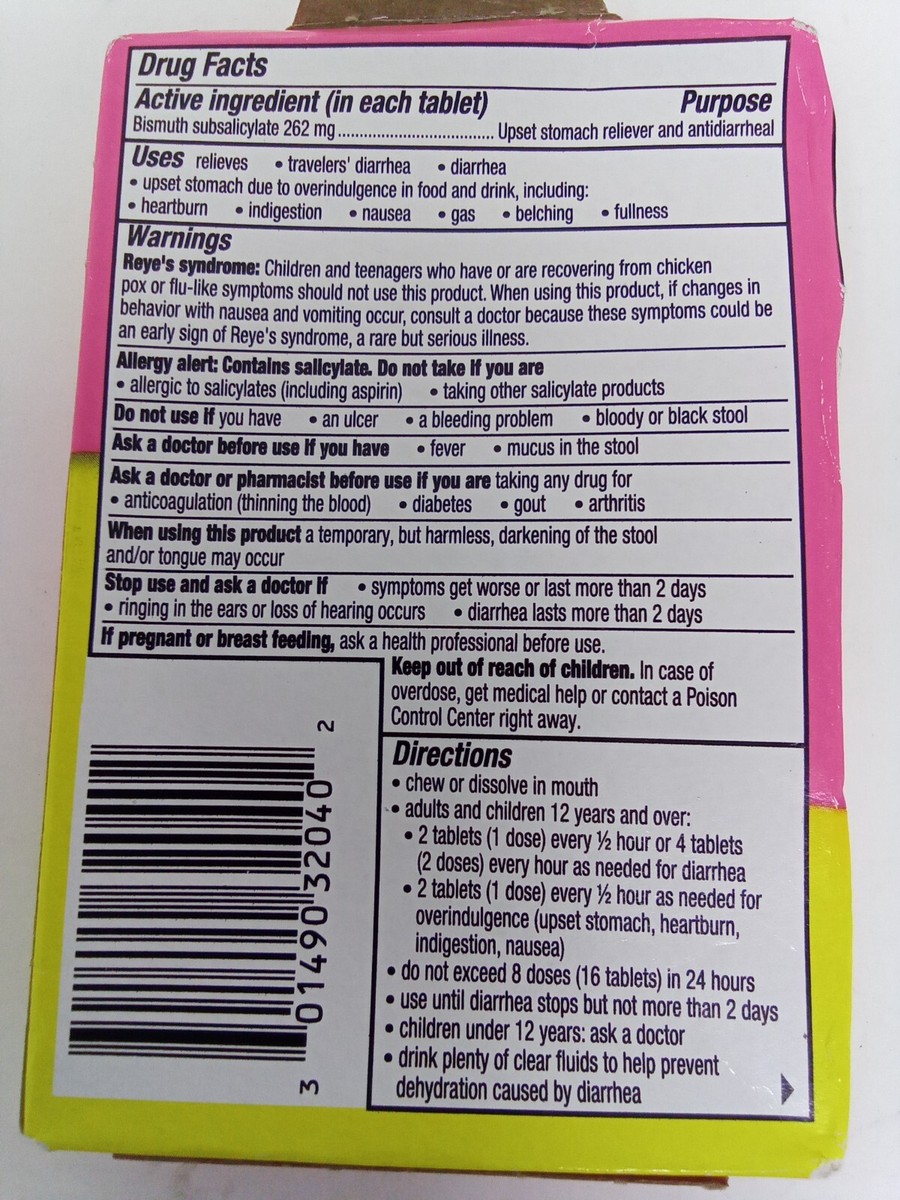 Drug Facts
Active ingredient (in each tablet) Purpose
Bismuth subsalicylate 262 mg.................................. Upset stomach reliever and antidiarrheal
Uses relieves • travelers' diarrhea • diarrhea
• upset stomach due to overindulgence in food and drink, including:
• heartburn • indigestion • nausea • gas • belching • fullness
Warnings
Reye's syndrome: Children and teenagers who have or are recovering from chicken
pox or flu-like symptoms should not use this product. When using this product, if changes in
behavior with nausea and vomiting occur, consult a doctor because these symptoms could be
an early sign of Reye's syndrome, a rare but serious illness.
Allergy alert: Contains salicylate. Do not take if you are
• allergic to salicylates (including aspirin) • taking other salicylate products
Do not use if you have • an ulcer • a bleeding problem • bloody or black stool
Ask a doctor before use if you have • fever • mucus in the stool
Ask a doctor or pharmacist before use if you are taking any drug for
• anticoagulation (thinning the blood) • diabetes • gout • arthritis
When using this product a temporary, but harmless, darkening of the stool
and/or tongue may occur
Stop use and ask a doctor if • symptoms get worse or last more than 2 days
• ringing in the ears or loss of hearing occurs • diarrhea lasts more than 2 days
If pregnant or breast feeding, ask a health professional before use.
Keep out of reach of children. In case of
overdose, get medical help or contact a Poison
Control Center right away.
Directions
• chew or dissolve in mouth
• adults and children 12 years and over:
• 2 tablets (1 dose) every ½ hour or 4 tablets
(2 doses) every hour as needed for diarrhea
• 2 tablets (1 dose) every ½ hour as needed for
overindulgence (upset stomach, heartburn,
indigestion, nausea)
• do not exceed 8 doses (16 tablets) in 24 hours
• use until diarrhea stops but not more than 2 days
• children under 12 years: ask a doctor
• drink plenty of clear fluids to help prevent
dehydration caused by diarrhea
3 01490 32040 2